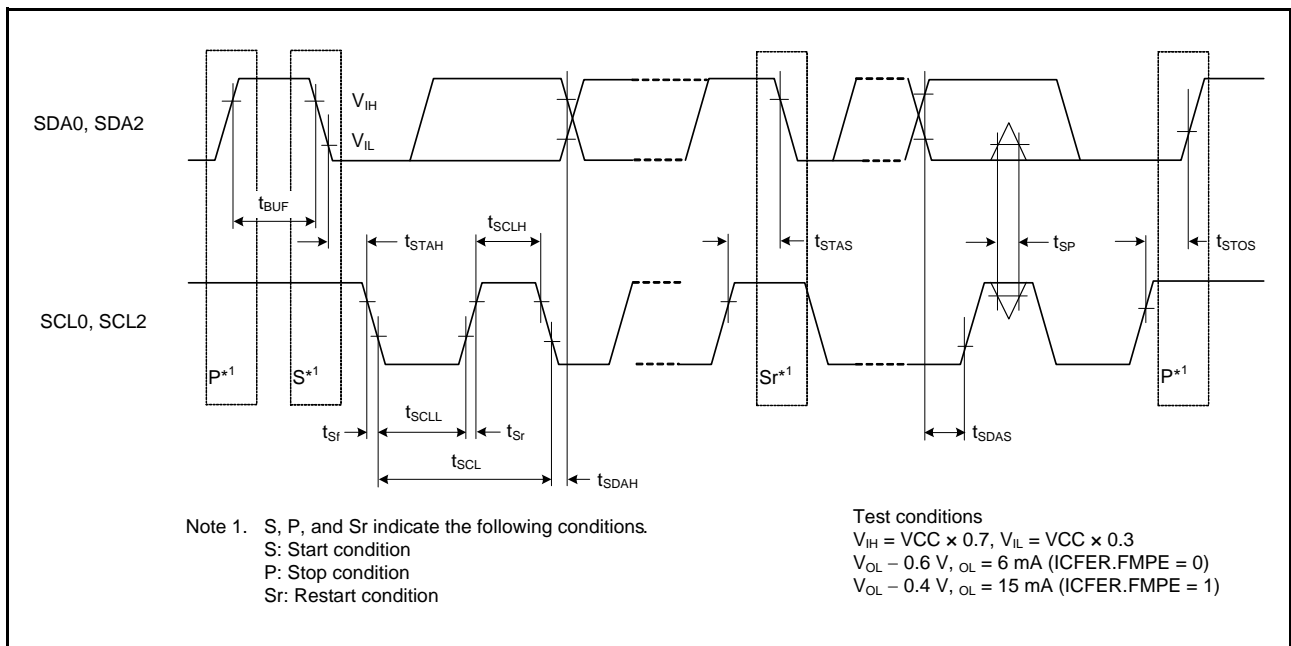 SDA0, SDA2
V_IH
V_IL
t_BUF
t_STAH
t_SCLH
t_STAS
t_SP
t_STOS
SCL0, SCL2
P*1
S*1
Sr*1
P*1
t_Sf
t_SCLL
t_Sr
t_SDAS
t_SCL
t_SDAH
Note 1. S, P, and Sr indicate the following conditions.
S: Start condition
P: Stop condition
Sr: Restart condition
Test conditions
V_IH = VCC × 0.7, V_IL = VCC × 0.3
V_OL – 0.6 V, _OL = 6 mA (ICFER.FMPE = 0)
V_OL – 0.4 V, _OL = 15 mA (ICFER.FMPE = 1)